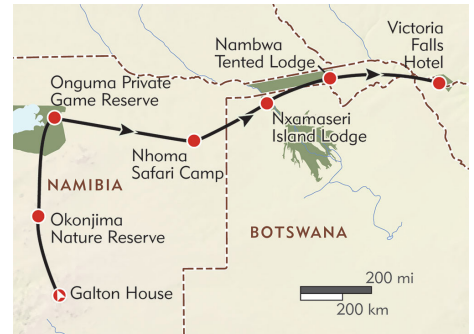 Victoria
Falls
Hotel
Nambwa
Tented Lodge
Onguma Private
Game Reserve
Nxamaseri
Island Lodge
Nhoma
Safari Camp
NAMIBIA
Okonjima
Nature Reserve
BOTSWANA
Galton House
200 mi
200 km